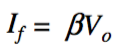 I_f = βV_o